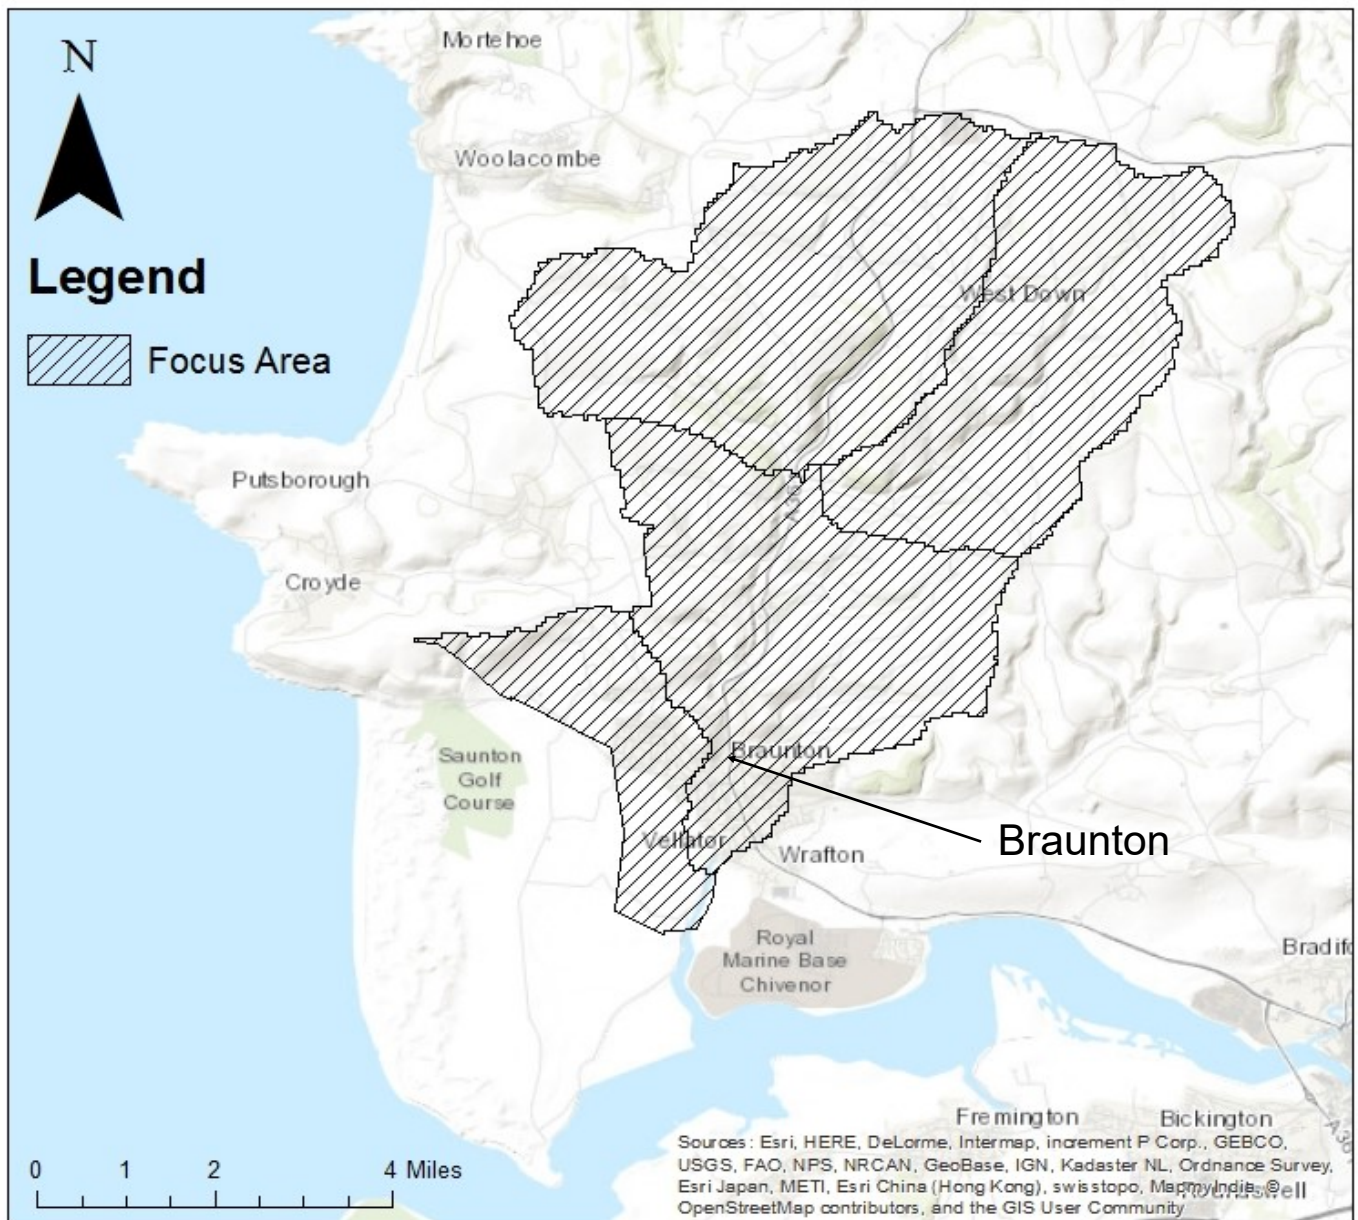 Mortehoe
N
Woolacombe
Legend
West Down
Focus Area
Putsborough
A361
Croyde
Braunton
Saunton
Golf
Course
Braunton
Vellator
Wrafton
Royal
Marine Base
Chivenor
Fremington
Bickington
0 1 2 4 Miles
Sources: Esri, HERE, DeLorme, Intermap, increment P Corp., GEBCO,
USGS, FAO, NPS, NRCAN, GeoBase, IGN, Kadaster NL, Ordnance Survey,
Esri Japan, METI, Esri China (Hong Kong), swisstopo, MapmyIndia, ©
OpenStreetMap contributors, and the GIS User Community